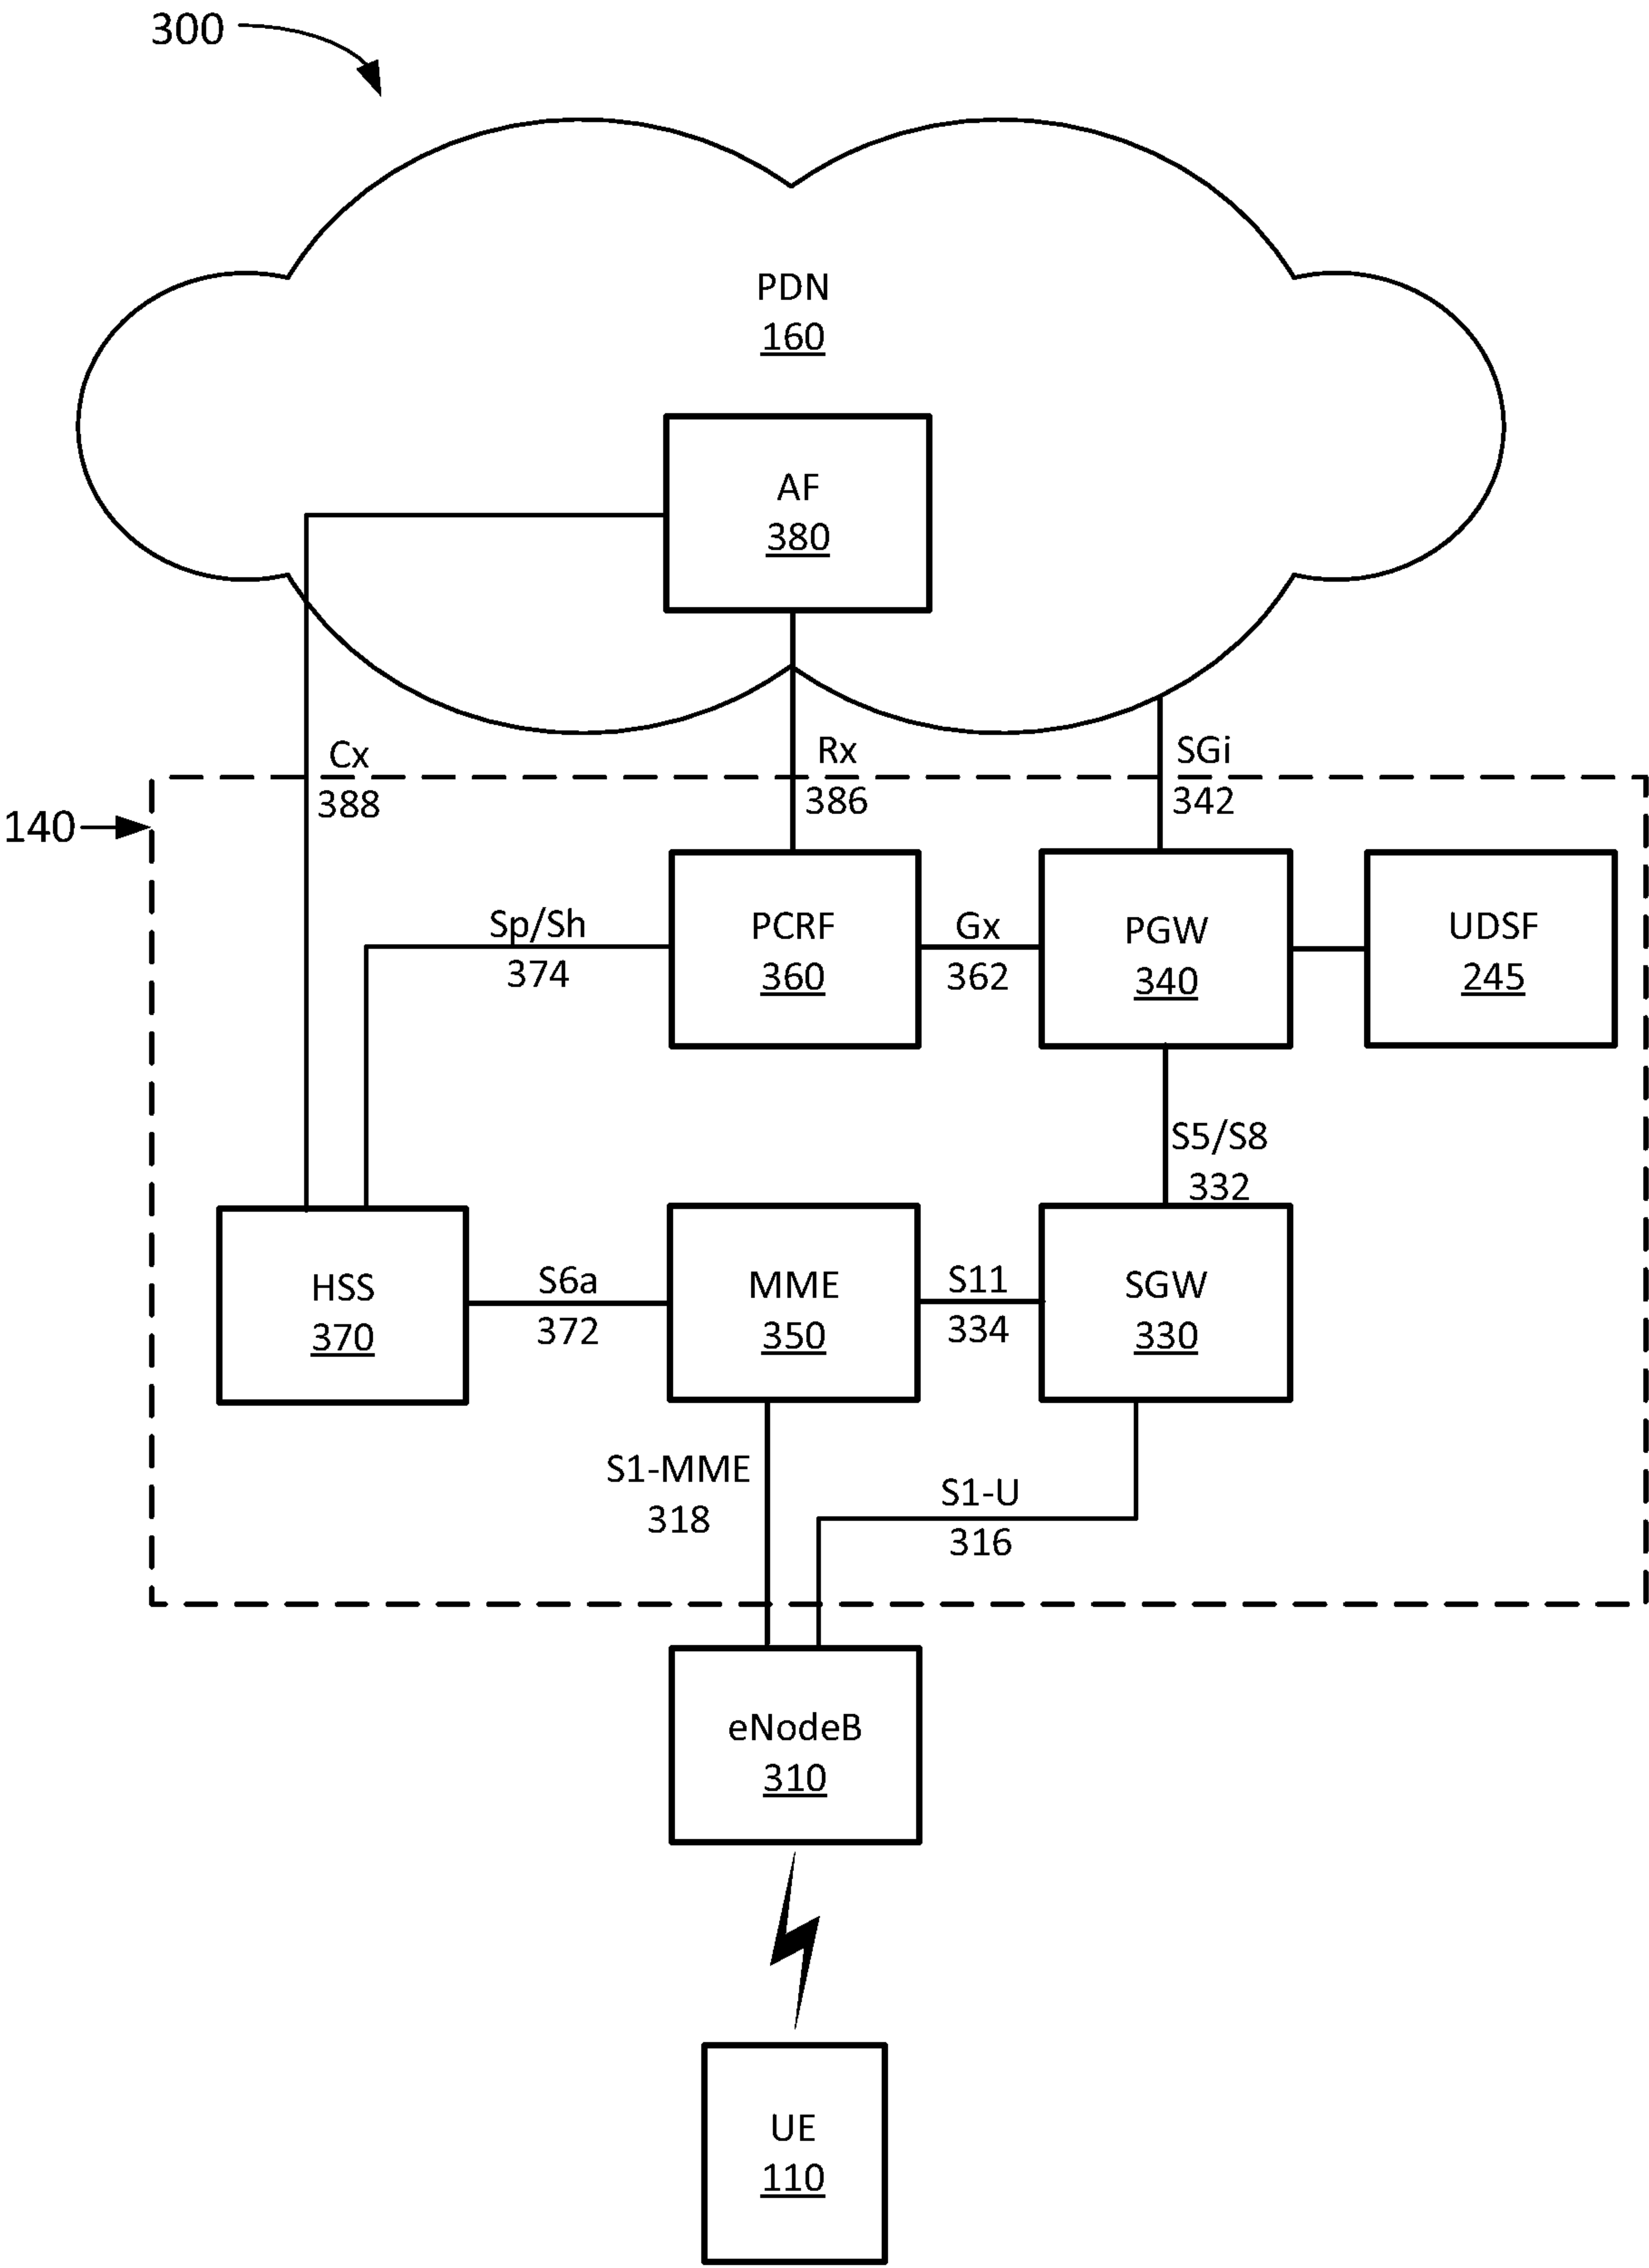 300
PDN
160
AF
380
Cx
388
Rx
386
SGi
342
140
Sp/Sh
374
PCRF
360
Gx
362
PGW
340
UDSF
245
S5/S8
332
HSS
370
S6a
372
MME
350
S11
334
SGW
330
S1-MME
318
S1-U
316
eNodeB
310
UE
110